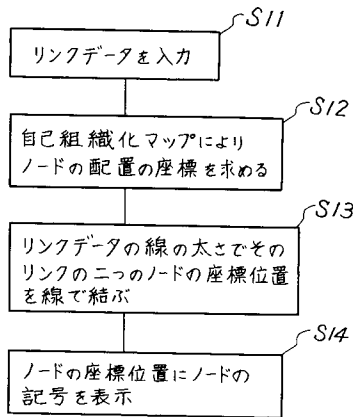 S11
リンクデータを入力
S12
自己組織化マップにより
ノードの配置の座標を求める
S13
リンクデータの線の太さでその
リンクの二つのノードの座標位置
を線で結ぶ
S14
ノードの座標位置にノードの
記号を表示